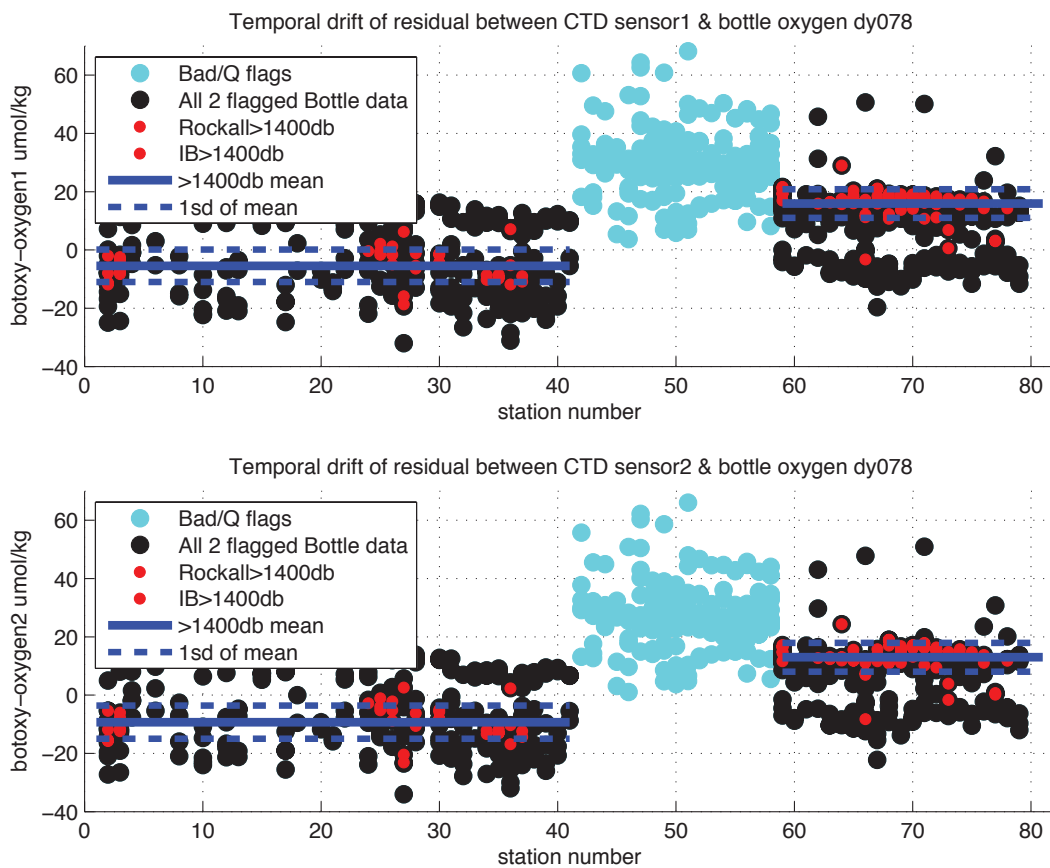 Temporal drift of residual between CTD sensor1 & bottle oxygen dy078
botoxy−oxygen1 umol/kg
60
40
20
0
−20
−40
Bad/Q flags
All 2 flagged Bottle data
Rockall>1400db
IB>1400db
>1400db mean
1sd of mean
0 10 20 30 40 50 60 70 80
station number
Temporal drift of residual between CTD sensor2 & bottle oxygen dy078
botoxy−oxygen2 umol/kg
60
40
20
0
−20
−40
Bad/Q flags
All 2 flagged Bottle data
Rockall>1400db
IB>1400db
>1400db mean
1sd of mean
0 10 20 30 40 50 60 70 80
station number